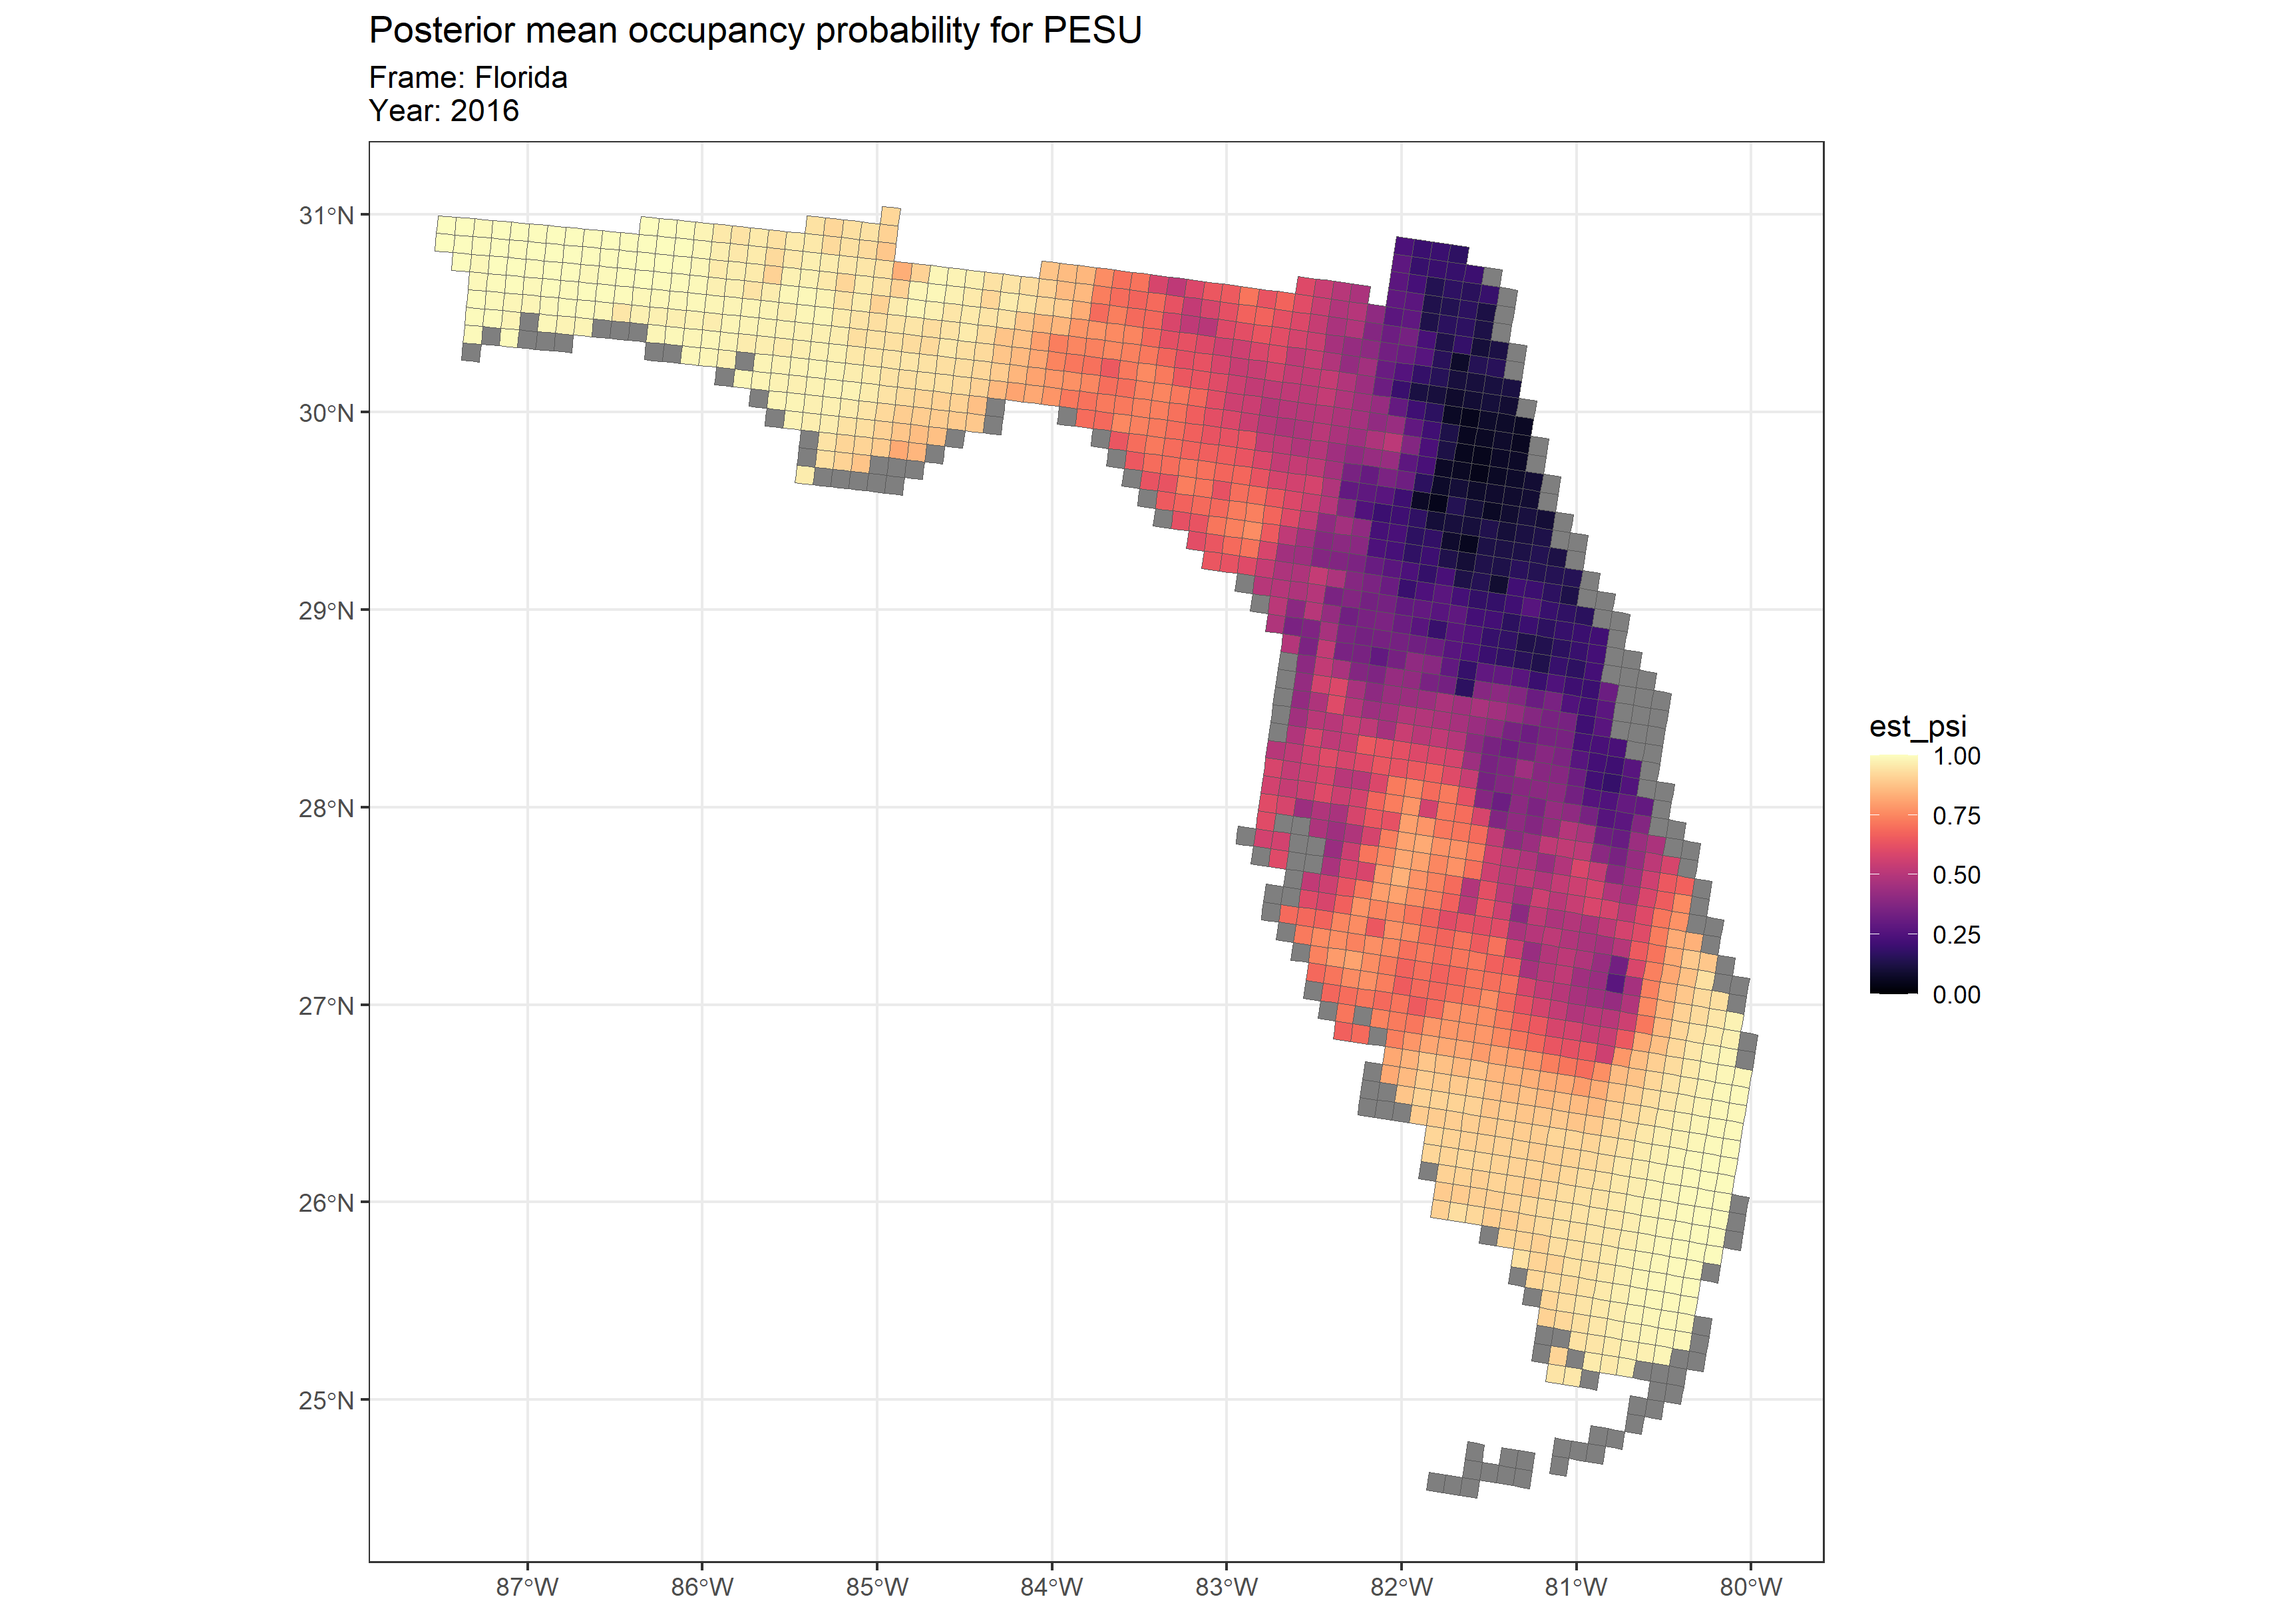 Posterior mean occupancy probability for PESU
Frame: Florida
Year: 2016
31°N
30°N
29°N
28°N
27°N
26°N
25°N
87°W
86°W
85°W
84°W
83°W
82°W
81°W
80°W
est_psi
1.00
0.75
0.50
0.25
0.00